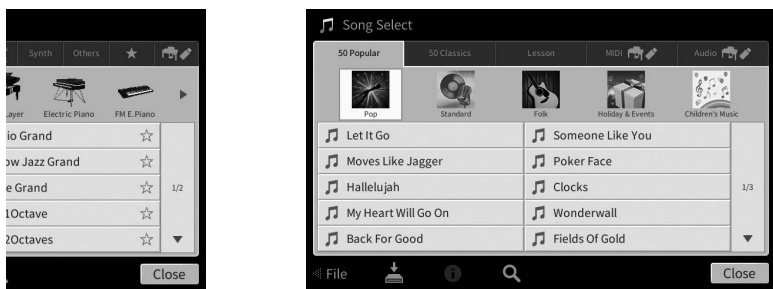 Synth Others
Layer Electric Piano FM E.Piano
io Grand
ow Jazz Grand
e Grand
1/2
1Octave
2Octaves
Close
Song Select
50 Popular 50 Classics Lesson MIDI Audio
Pop Standard Folk Holiday & Events Children's Music
Let It Go Someone Like You
Moves Like Jagger Poker Face
Hallelujah Clocks
1/3
My Heart Will Go On Wonderwall
Back For Good Fields Of Gold
File Close